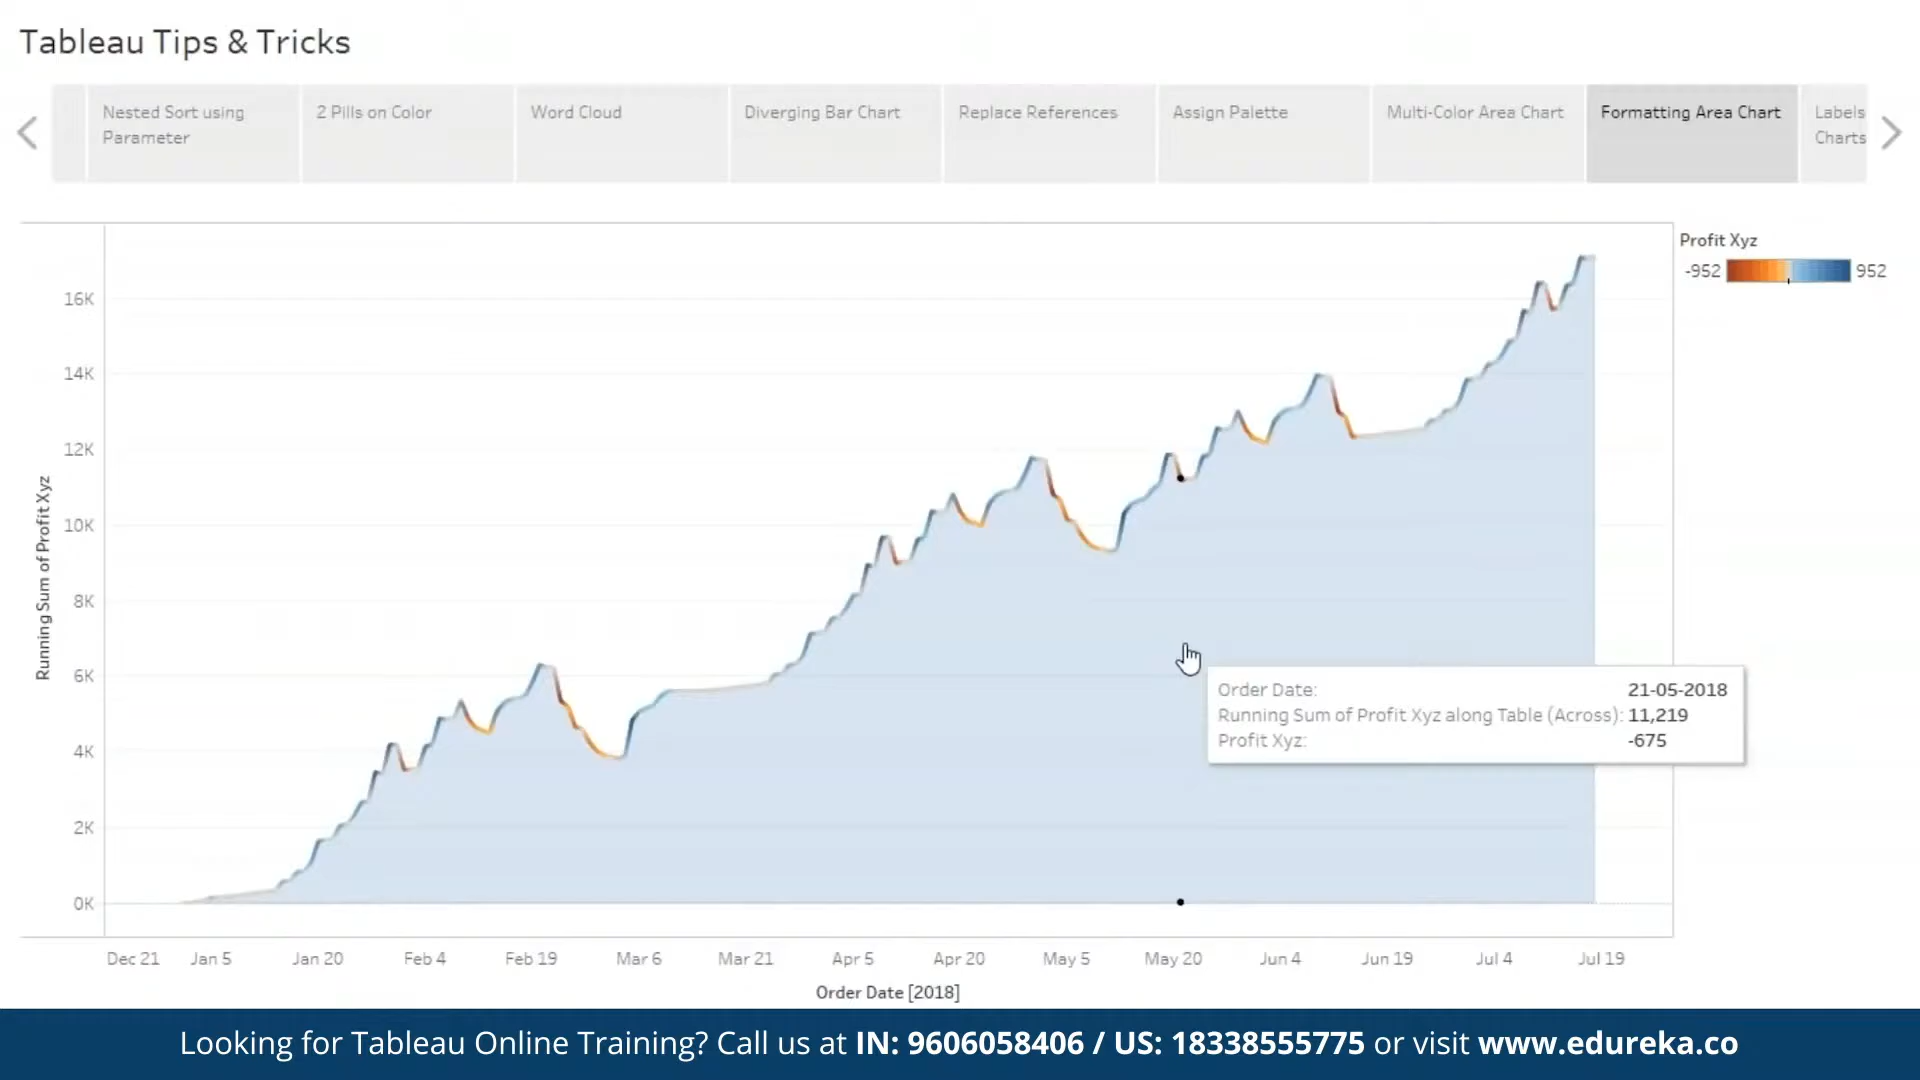 Tableau Tips & Tricks
Nested Sort using
Parameter
2 Pills on Color
Word Cloud
Diverging Bar Chart
Replace References
Assign Palette
Multi-Color Area Chart
Formatting Area Chart
Labels
Charts
Profit Xyz
-952
952
16K
14K
12K
10K
8K
6K
4K
2K
0K
Running Sum of Profit Xyz
Order Date: 21-05-2018
Running Sum of Profit Xyz along Table (Across): 11,219
Profit Xyz: -675
Dec 21 Jan 5 Jan 20 Feb 4 Feb 19 Mar 6 Mar 21 Apr 5 Apr 20 May 5 May 20 Jun 4 Jun 19 Jul 4 Jul 19
Order Date [2018]
Looking for Tableau Online Training? Call us at IN: 9606058406 / US: 18338555775 or visit www.edureka.co